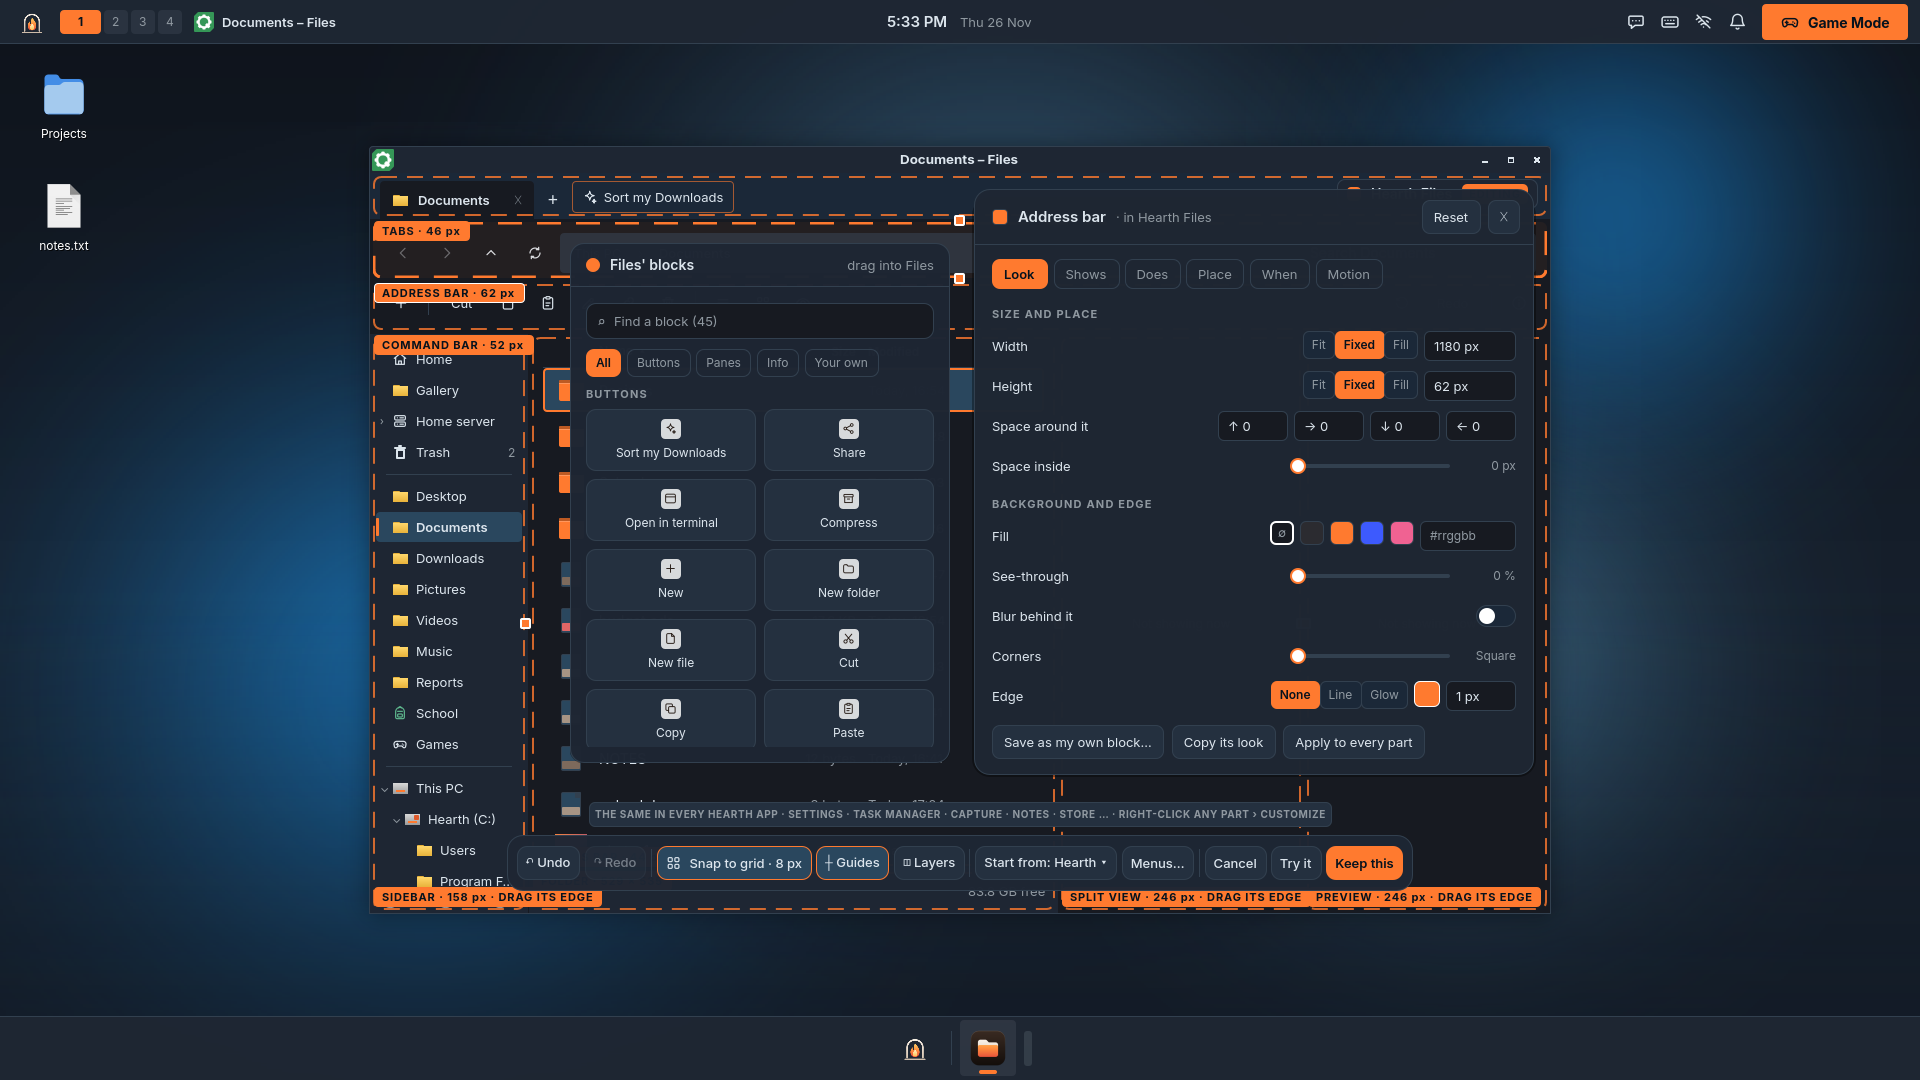 1 2 3 4 Documents – Files 5:33 PM Thu 26 Nov Game Mode
Projects
notes.txt
Documents – Files
Documents X + Sort my Downloads
TABS · 46 px
ADDRESS BAR · 62 px
Cut
COMMAND BAR · 52 px
Home
Gallery
Home server
Trash 2
Desktop
Documents
Downloads
Pictures
Videos
Music
Reports
School
Games
This PC
Hearth (C:)
Users
Program F...
SIDEBAR · 158 px · DRAG ITS EDGE
Files' blocks drag into Files
Find a block (45)
All Buttons Panes Info Your own
BUTTONS
Sort my Downloads Share
Open in terminal Compress
New New folder
New file Cut
Copy Paste
Address bar · in Hearth Files Reset X
Look Shows Does Place When Motion
SIZE AND PLACE
Width Fit Fixed Fill 1180 px
Height Fit Fixed Fill 62 px
Space around it ↑ 0 → 0 ↓ 0 ← 0
Space inside 0 px
BACKGROUND AND EDGE
Fill #rrggbb
See-through 0 %
Blur behind it
Corners Square
Edge None Line Glow 1 px
Save as my own block... Copy its look Apply to every part
THE SAME IN EVERY HEARTH APP · SETTINGS · TASK MANAGER · CAPTURE · NOTES · STORE ... · RIGHT-CLICK ANY PART › CUSTOMIZE
Undo Redo Snap to grid · 8 px Guides Layers Start from: Hearth Menus... Cancel Try it Keep this
83.8 GB free
SPLIT VIEW · 246 px · DRAG ITS EDGE PREVIEW · 246 px · DRAG ITS EDGE